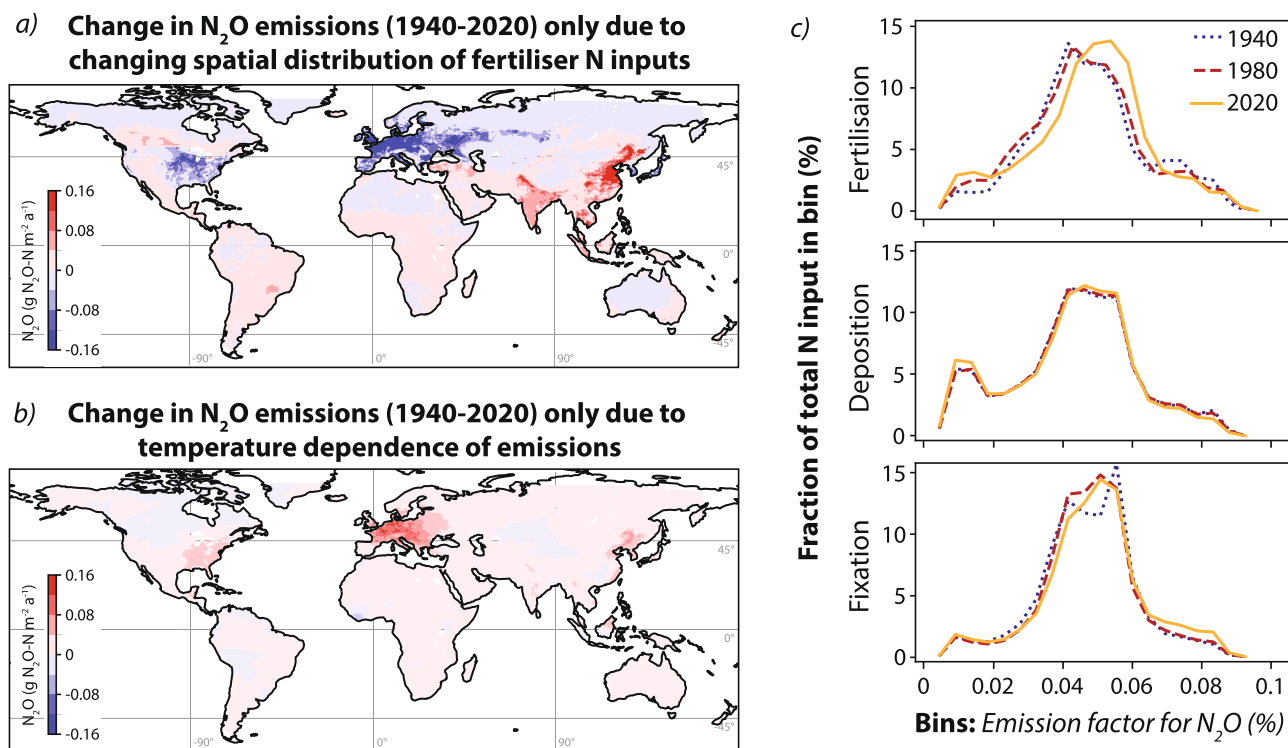 a) Change in N2O emissions (1940-2020) only due to
changing spatial distribution of fertiliser N inputs
N2O (g N2O-N m-2 a-1)
0.16
0.08
0
-0.08
-0.16
45°
0°
-45°
-90°
0°
90°
b) Change in N2O emissions (1940-2020) only due to
temperature dependence of emissions
N2O (g N2O-N m-2 a-1)
0.16
0.08
0
-0.08
-0.16
45°
0°
-45°
-90°
0°
90°
c)
Fraction of total N input in bin (%)
Fertilisaion
15
10
5
0
1940
1980
2020
Deposition
15
10
5
0
Fixation
15
10
5
0
0 0.02 0.04 0.06 0.08 0.1
Bins: Emission factor for N2O (%)